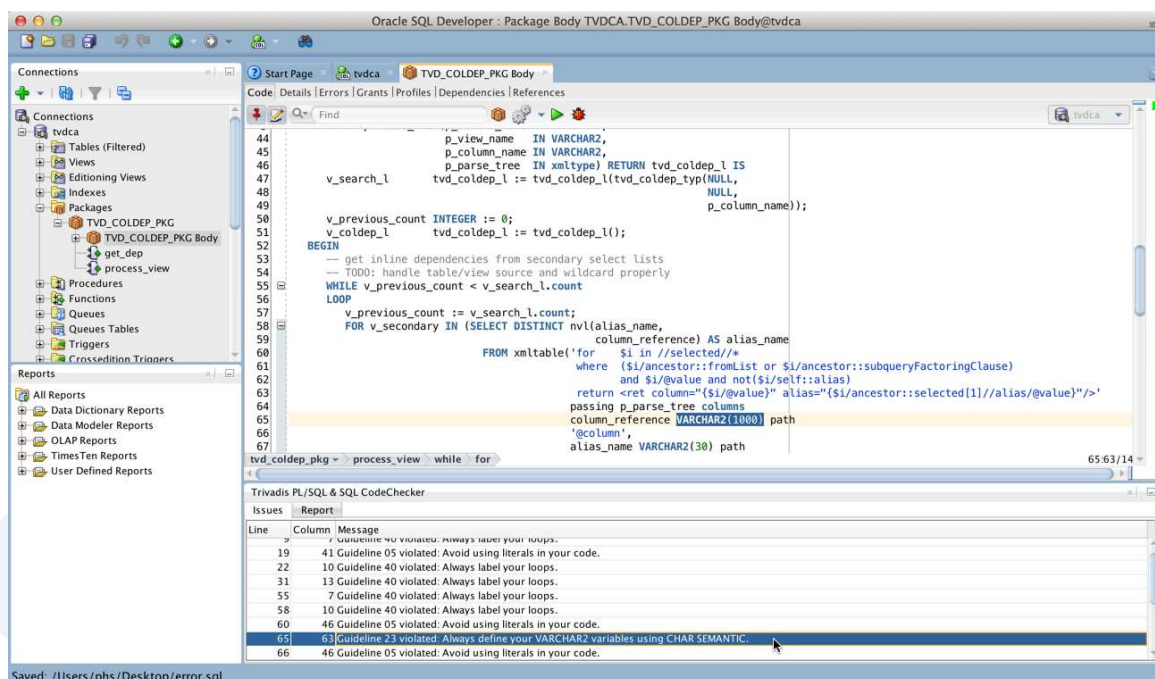 Oracle SQL Developer : Package Body TVDCA.TVD_COLDEP_PKG Body@tvdca
Connections
Connections
tvdca
Tables (Filtered)
Views
Editioning Views
Indexes
Packages
TVD_COLDEP_PKG
TVD_COLDEP_PKG Body
get_dep
process_view
Procedures
Functions
Queues
Queues Tables
Triggers
Crossedition Triggers
Reports
All Reports
Data Dictionary Reports
Data Modeler Reports
OLAP Reports
TimesTen Reports
User Defined Reports
Start Page tvdca TVD_COLDEP_PKG Body
Code Details Errors Grants Profiles Dependencies References
Find tvdca
44 p_view_name IN VARCHAR2,
45 p_column_name IN VARCHAR2,
46 p_parse_tree IN xmltype) RETURN tvd_coldep_l IS
47 v_search_l tvd_coldep_l := tvd_coldep_l(tvd_coldep_typ(NULL,
48 NULL,
49 p_column_name));
50 v_previous_count INTEGER := 0;
51 v_coldep_l tvd_coldep_l := tvd_coldep_l();
52 BEGIN
53 -- get inline dependencies from secondary select lists
54 -- TODO: handle table/view source and wildcard properly
55 WHILE v_previous_count < v_search_l.count
56 LOOP
57 v_previous_count := v_search_l.count;
58 FOR v_secondary IN (SELECT DISTINCT nvl(alias_name,
59 column_reference) AS alias_name
60 FROM xmltable('for $i in //selected//*
61 where ($i/ancestor::fromList or $i/ancestor::subqueryFactoringClause)
62 and $i/@value and not($i/self::alias)
63 return <ret column="{$i/@value}" alias="{$i/ancestor::selected[1]//alias/@value}"/>'
64 passing p_parse_tree columns
65 column_reference VARCHAR2(1000) path
66 '@column',
67 alias_name VARCHAR2(30) path
tvd_coldep_pkg process_view while for 65:63/14
Trivadis PL/SQL & SQL CodeChecker
Issues Report
Line Column Message
9 7 Guideline 40 violated: Always label your loops.
19 41 Guideline 05 violated: Avoid using literals in your code.
22 10 Guideline 40 violated: Always label your loops.
31 13 Guideline 40 violated: Always label your loops.
55 7 Guideline 40 violated: Always label your loops.
58 10 Guideline 40 violated: Always label your loops.
60 46 Guideline 05 violated: Avoid using literals in your code.
65 63 Guideline 23 violated: Always define your VARCHAR2 variables using CHAR SEMANTIC.
66 46 Guideline 05 violated: Avoid using literals in your code.
Saved: /Users/phs/Desktop/error.sql